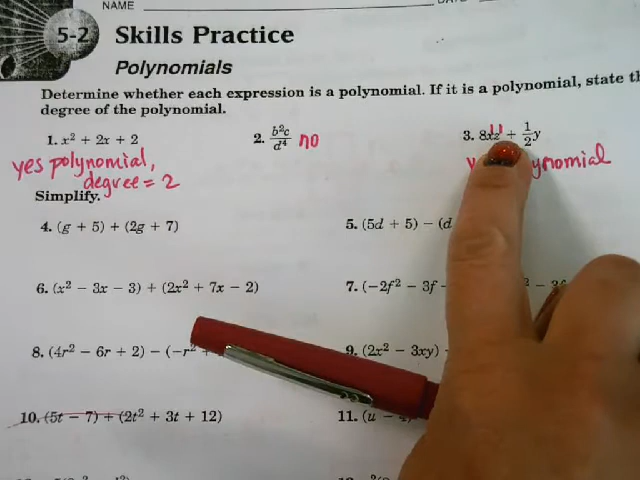 NAME
5-2 Skills Practice
Polynomials
Determine whether each expression is a polynomial. If it is a polynomial, state
degree of the polynomial.
1. x² + 2x + 2
2. b²c/d⁴ no
3. 8xz + 1/2y
yes polynomial,
degree = 2
Simplify.
4. (g + 5) + (2g + 7)
5. (5d + 5) − (d
6. (x² − 3x − 3) + (2x² + 7x − 2)
7. (−2f² − 3f −
8. (4r² − 6r + 2) − (−r² +
9. (2x² − 3xy)
10. (5t − 7) + (2t² + 3t + 12)
11. (u − 4)